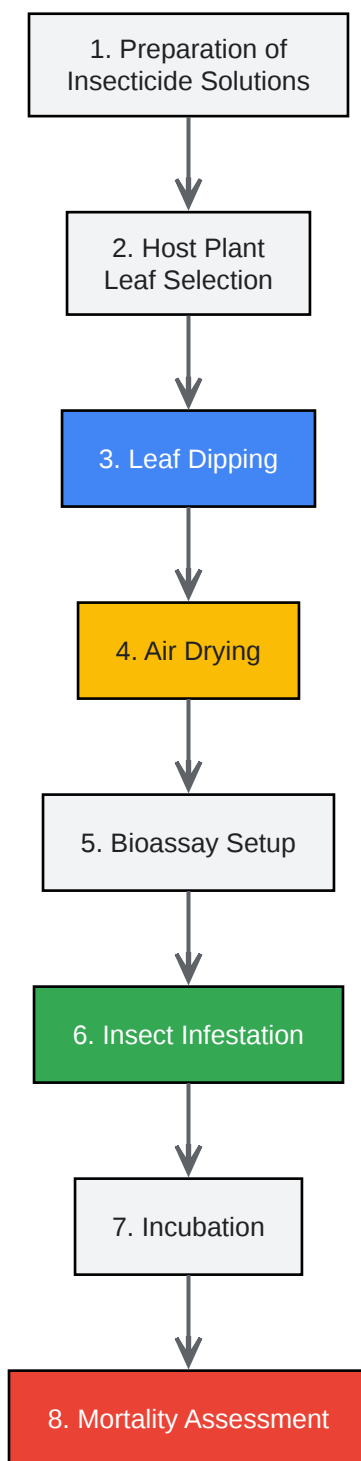 1. Preparation of
Insecticide Solutions
2. Host Plant
Leaf Selection
3. Leaf Dipping
4. Air Drying
5. Bioassay Setup
6. Insect Infestation
7. Incubation
8. Mortality Assessment